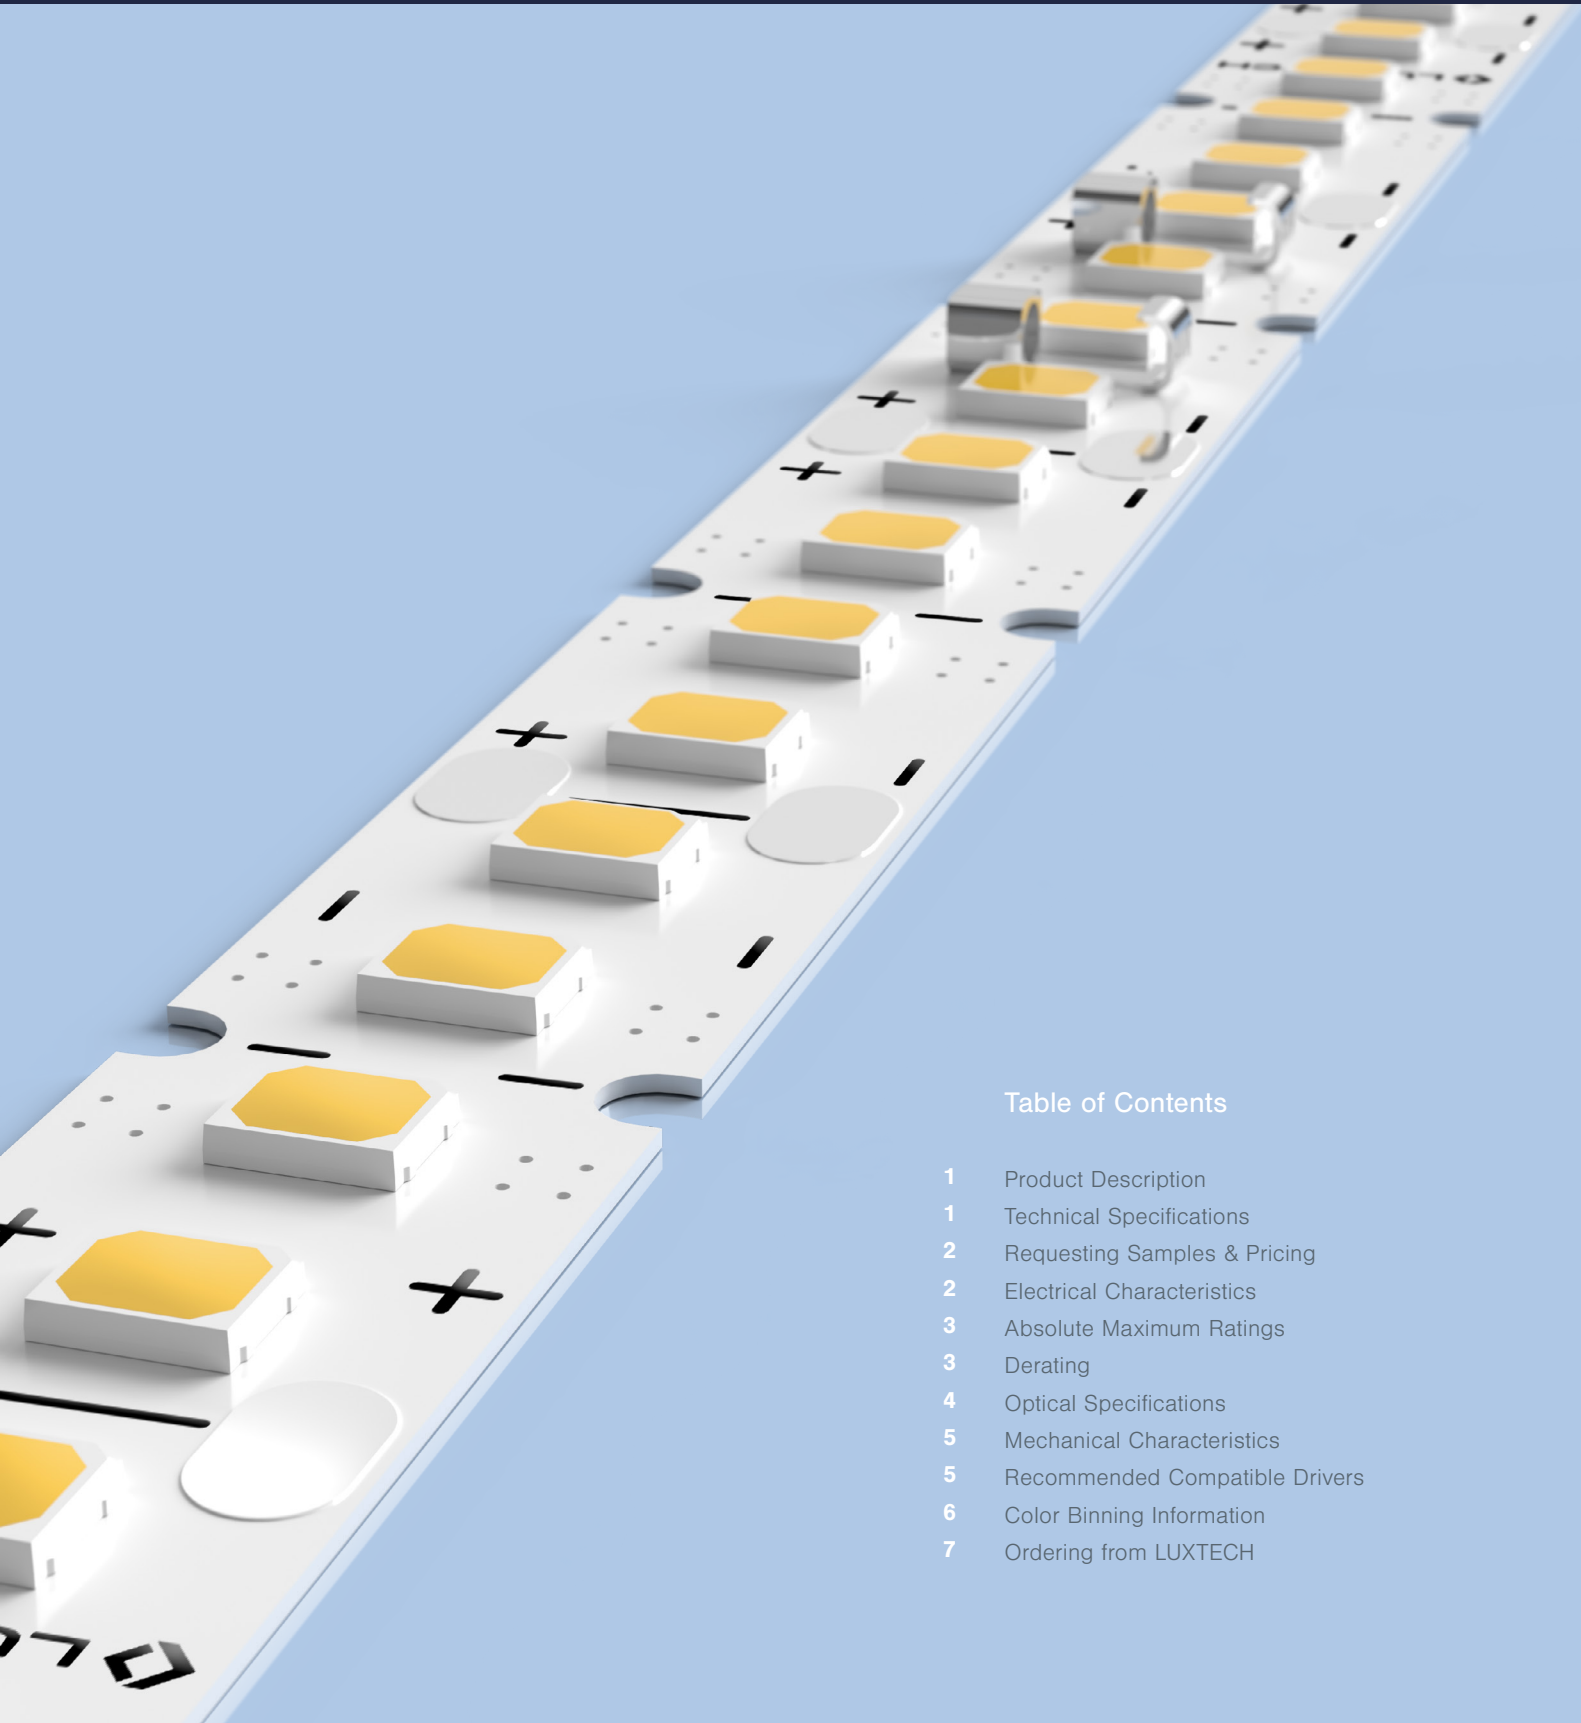 Table of Contents
1 Product Description
1 Technical Specifications
2 Requesting Samples & Pricing
2 Electrical Characteristics
3 Absolute Maximum Ratings
3 Derating
4 Optical Specifications
5 Mechanical Characteristics
5 Recommended Compatible Drivers
6 Color Binning Information
7 Ordering from LUXTECH